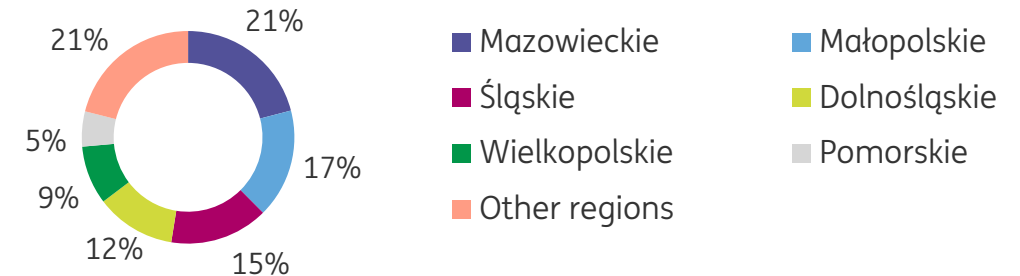 21%
21%
5%
17%
9%
12%
15%
Mazowieckie
Małopolskie
Śląskie
Dolnośląskie
Wielkopolskie
Pomorskie
Other regions